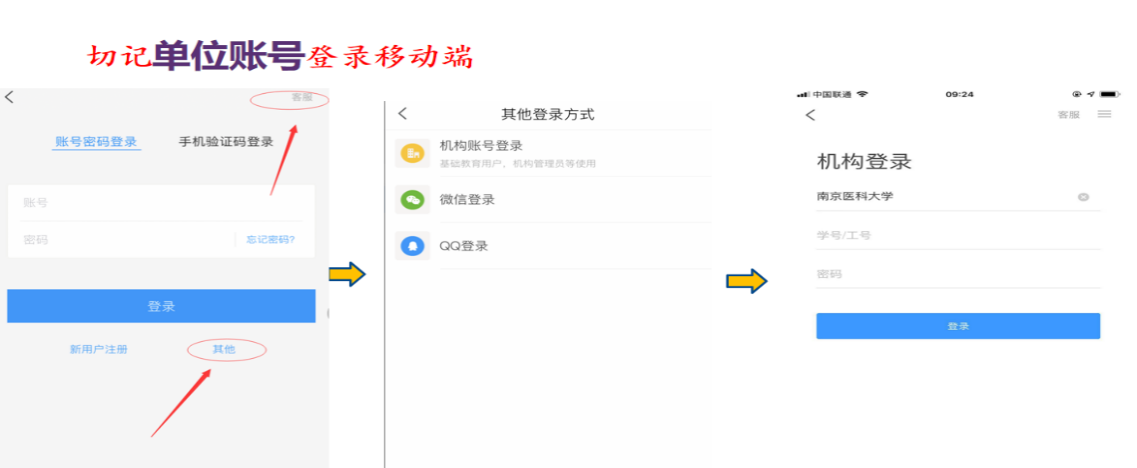 切记单位账号登录移动端
客服
账号密码登录 手机验证码登录
账号
密码 忘记密码?
登录
新用户注册 其他
其他登录方式
机构账号登录
基础教育用户，机构管理员等使用
微信登录
QQ登录
中国联通 09:24
客服
机构登录
南京医科大学
学号/工号
密码
登录